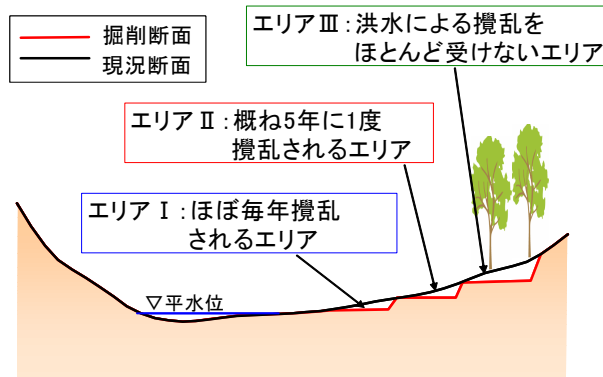 掘削断面
現況断面
エリアⅢ：洪水による攪乱を
ほとんど受けないエリア
エリアⅡ：概ね5年に1度
攪乱されるエリア
エリアⅠ：ほぼ毎年攪乱
されるエリア
▽平水位